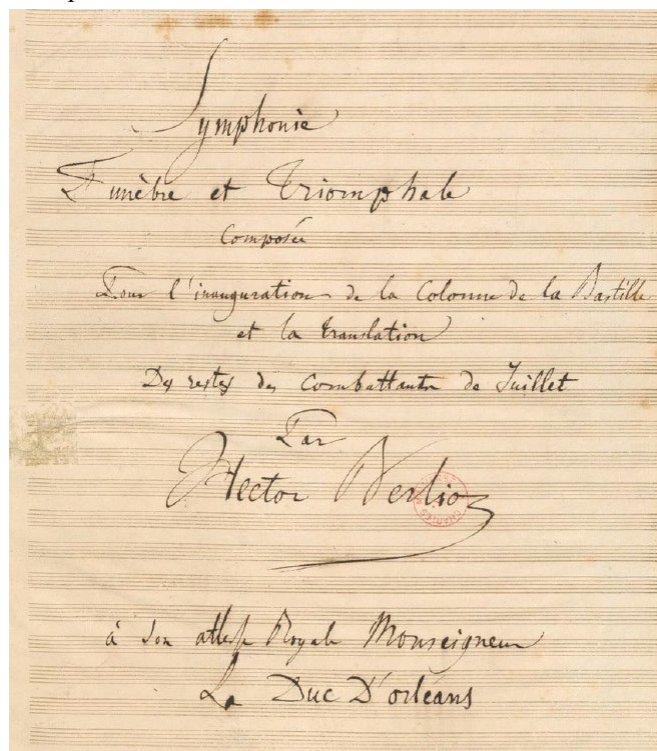 Symphonie
Funèbre et Triomphale
Composée
Pour l'inauguration de la Colonne de la Bastille
et la translation
Des restes des Combattants de Juillet
Par
Hector Berlioz
à Son altesse Royale Monseigneur
Le Duc D'orléans